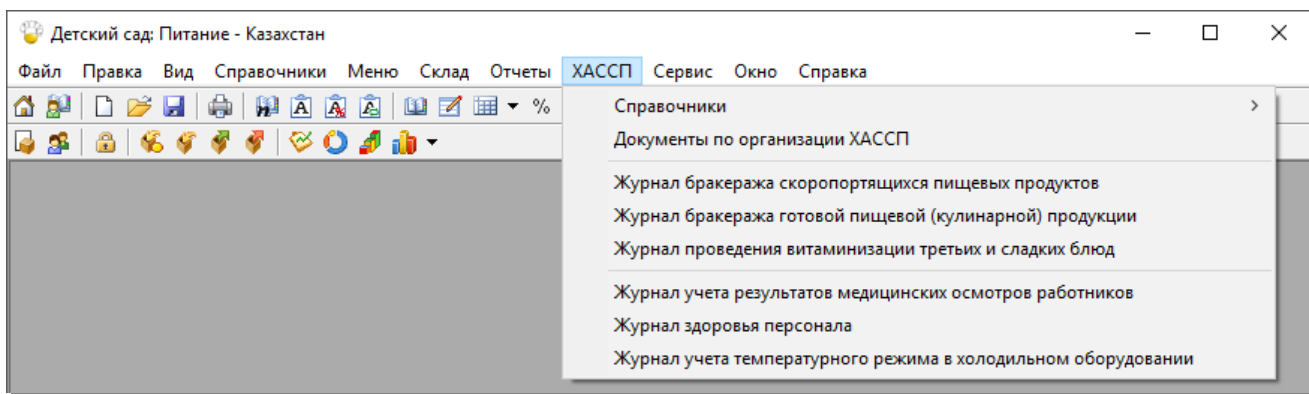 Детский сад: Питание - Казахстан
Файл Правка Вид Справочники Меню Склад Отчеты ХАССП Сервис Окно Справка
%
Справочники
Документы по организации ХАССП
Журнал бракеража скоропортящихся пищевых продуктов
Журнал бракеража готовой пищевой (кулинарной) продукции
Журнал проведения витаминизации третьих и сладких блюд
Журнал учета результатов медицинских осмотров работников
Журнал здоровья персонала
Журнал учета температурного режима в холодильном оборудовании